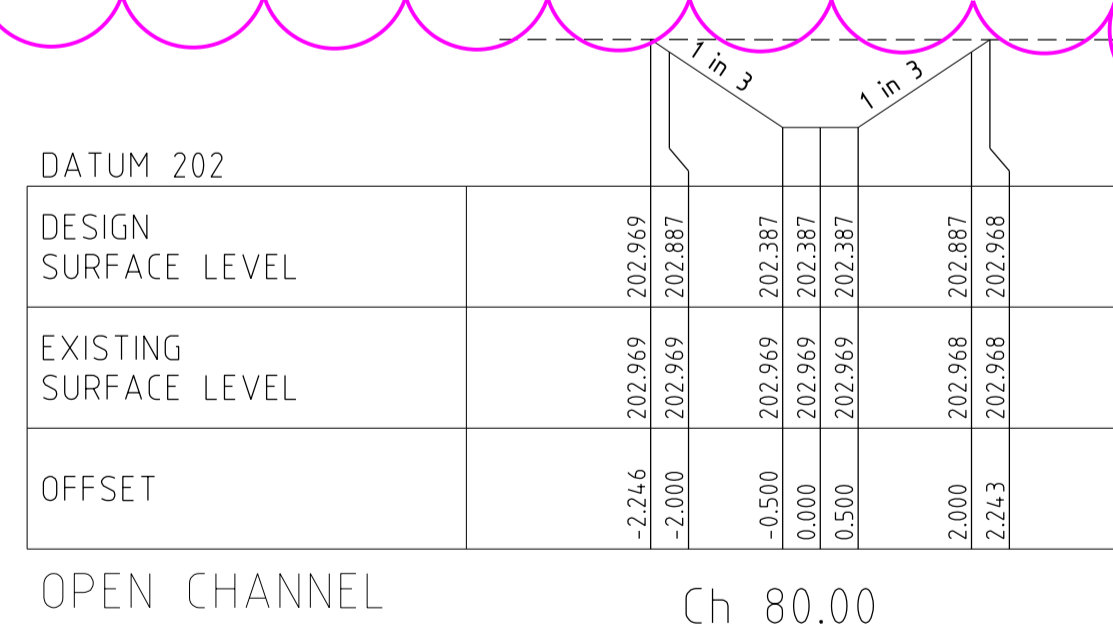 1 in 3
1 in 3
DATUM 202
DESIGN
SURFACE LEVEL
202.969
202.887
202.387
202.387
202.387
202.887
202.968
EXISTING
SURFACE LEVEL
202.969
202.969
202.969
202.969
202.969
202.968
202.968
OFFSET
-2.246
-2.000
-0.500
0.000
0.500
2.000
2.243
OPEN CHANNEL
Ch 80.00